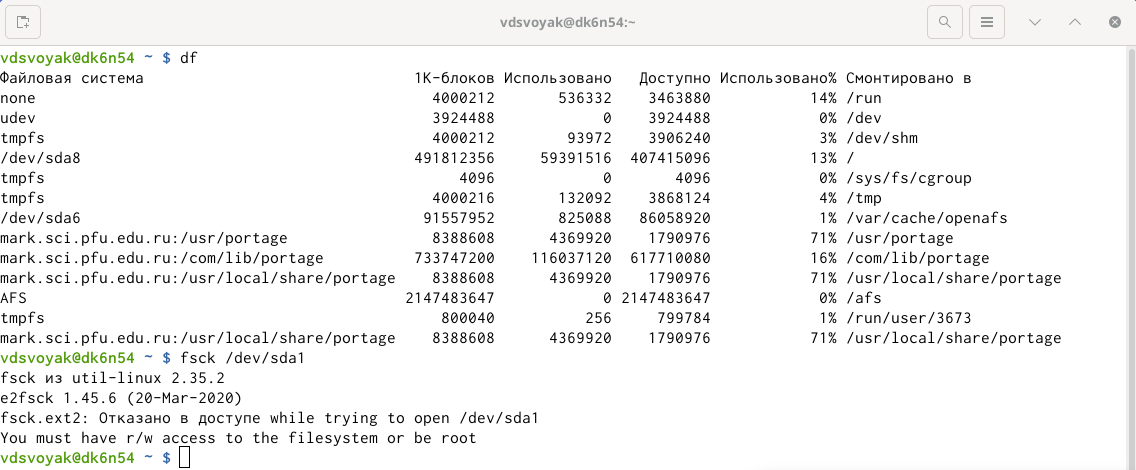 vdsvoyak@dk6n54:~
vdsvoyak@dk6n54 ~ $ df
Файловая система 1K-блоков Использовано Доступно Использовано% Смонтировано в
none 4000212 536332 3463880 14% /run
udev 3924488 0 3924488 0% /dev
tmpfs 4000212 93972 3906240 3% /dev/shm
/dev/sda8 491812356 59391516 407415096 13% /
tmpfs 4096 0 4096 0% /sys/fs/cgroup
tmpfs 4000216 132092 3868124 4% /tmp
/dev/sda6 91557952 825088 86058920 1% /var/cache/openafs
mark.sci.pfu.edu.ru:/usr/portage 8388608 4369920 1790976 71% /usr/portage
mark.sci.pfu.edu.ru:/com/lib/portage 733747200 116037120 617710080 16% /com/lib/portage
mark.sci.pfu.edu.ru:/usr/local/share/portage 8388608 4369920 1790976 71% /usr/local/share/portage
AFS 2147483647 0 2147483647 0% /afs
tmpfs 800040 256 799784 1% /run/user/3673
mark.sci.pfu.edu.ru:/usr/local/share/portage 8388608 4369920 1790976 71% /usr/local/share/portage
vdsvoyak@dk6n54 ~ $ fsck /dev/sda1
fsck из util-linux 2.35.2
e2fsck 1.45.6 (20-Mar-2020)
fsck.ext2: Отказано в доступе while trying to open /dev/sda1
You must have r/w access to the filesystem or be root
vdsvoyak@dk6n54 ~ $